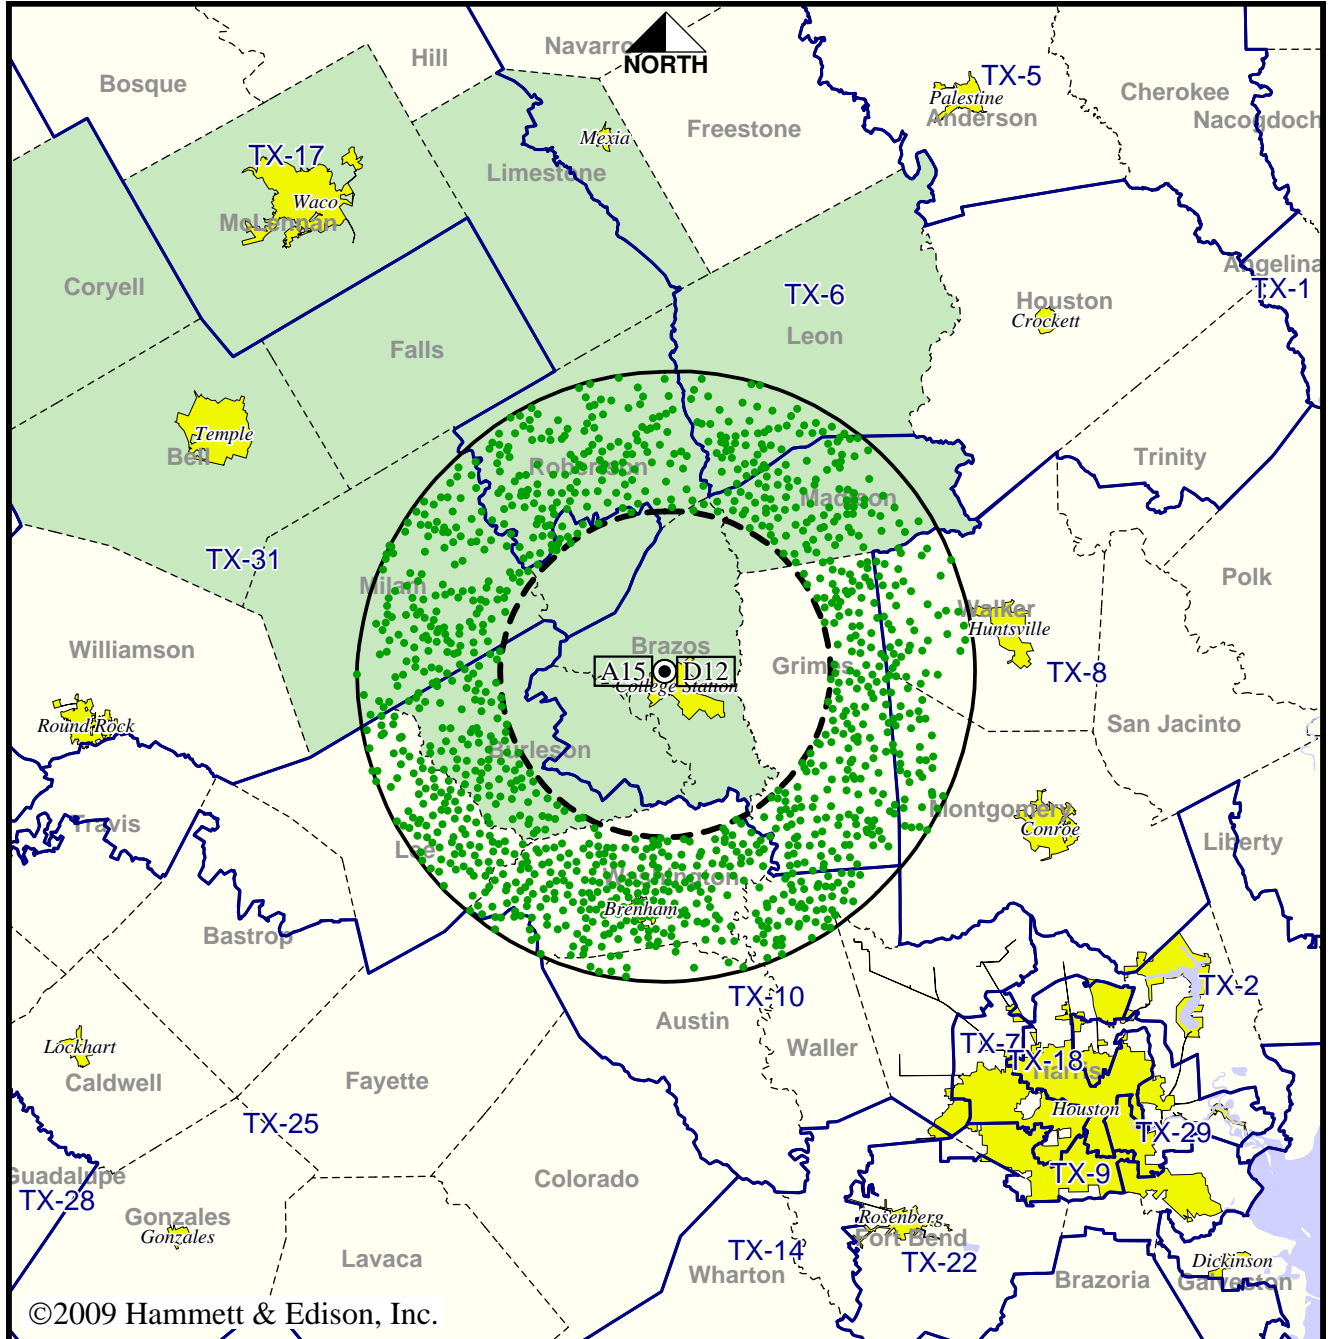 Navarro
Hill
NORTH
Bosque
TX-5
Palestine
Anderson
Cherokee
Nacogdoch
Freestone
Mexia
Limestone
TX-17
Waco
McLennan
Coryell
TX-6
Leon
Houston
Crockett
Angelina
TX-1
Falls
Temple
Bell
Robertson
Madison
Trinity
TX-31
Milam
Polk
Walker
Huntsville
TX-8
Williamson
Brazos
A15 D12
College Station
Grimes
Round Rock
San Jacinto
Burleson
Travis
Lee
Montgomery
Conroe
Liberty
Washington
Brenham
Bastrop
TX-10
Austin
TX-2
Waller
TX-7
TX-18
Harris
Lockhart
Caldwell
Fayette
Houston
TX-25
TX-29
TX-9
Guadalupe
TX-28
Colorado
Gonzales
Gonzales
Rosenberg
Fort Bend
TX-22
TX-14
Wharton
Lavaca
Dickinson
Galveston
Brazoria
©2009 Hammett & Edison, Inc.